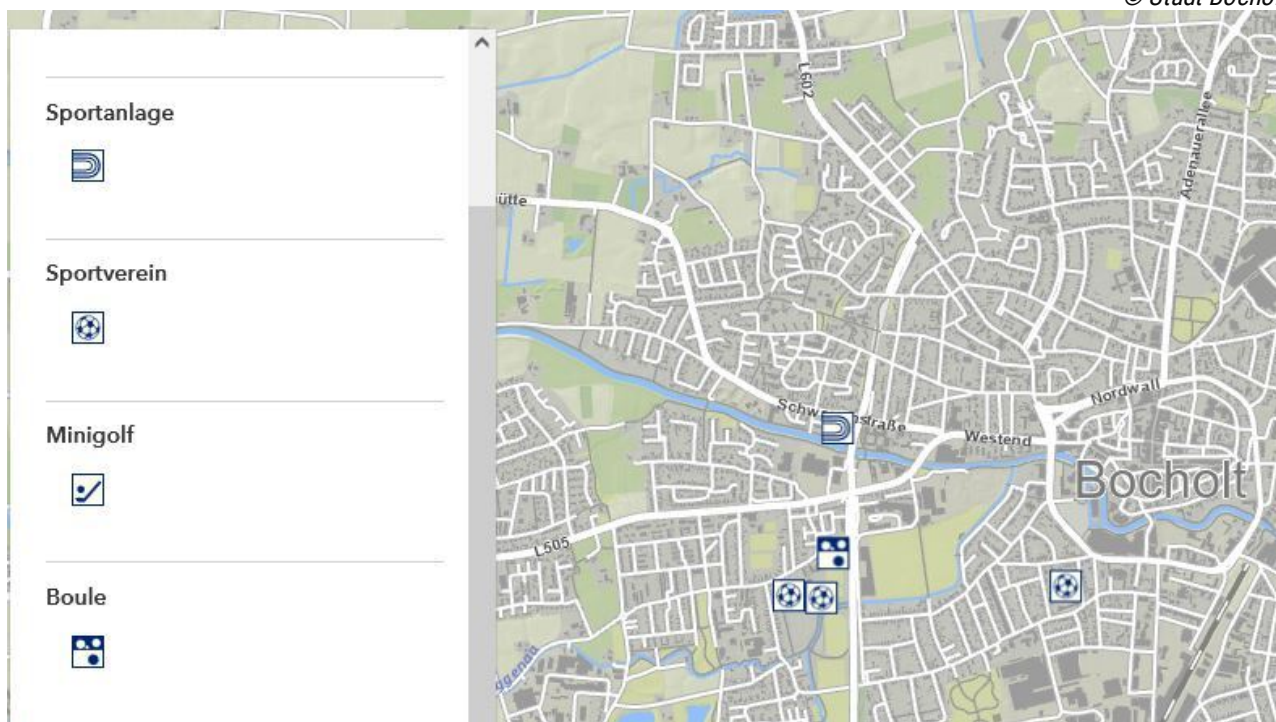 Sportanlage
Sportverein
Minigolf
Boule
L602
Adenauerallee
Nordwall
Westend
Bocholt
L505